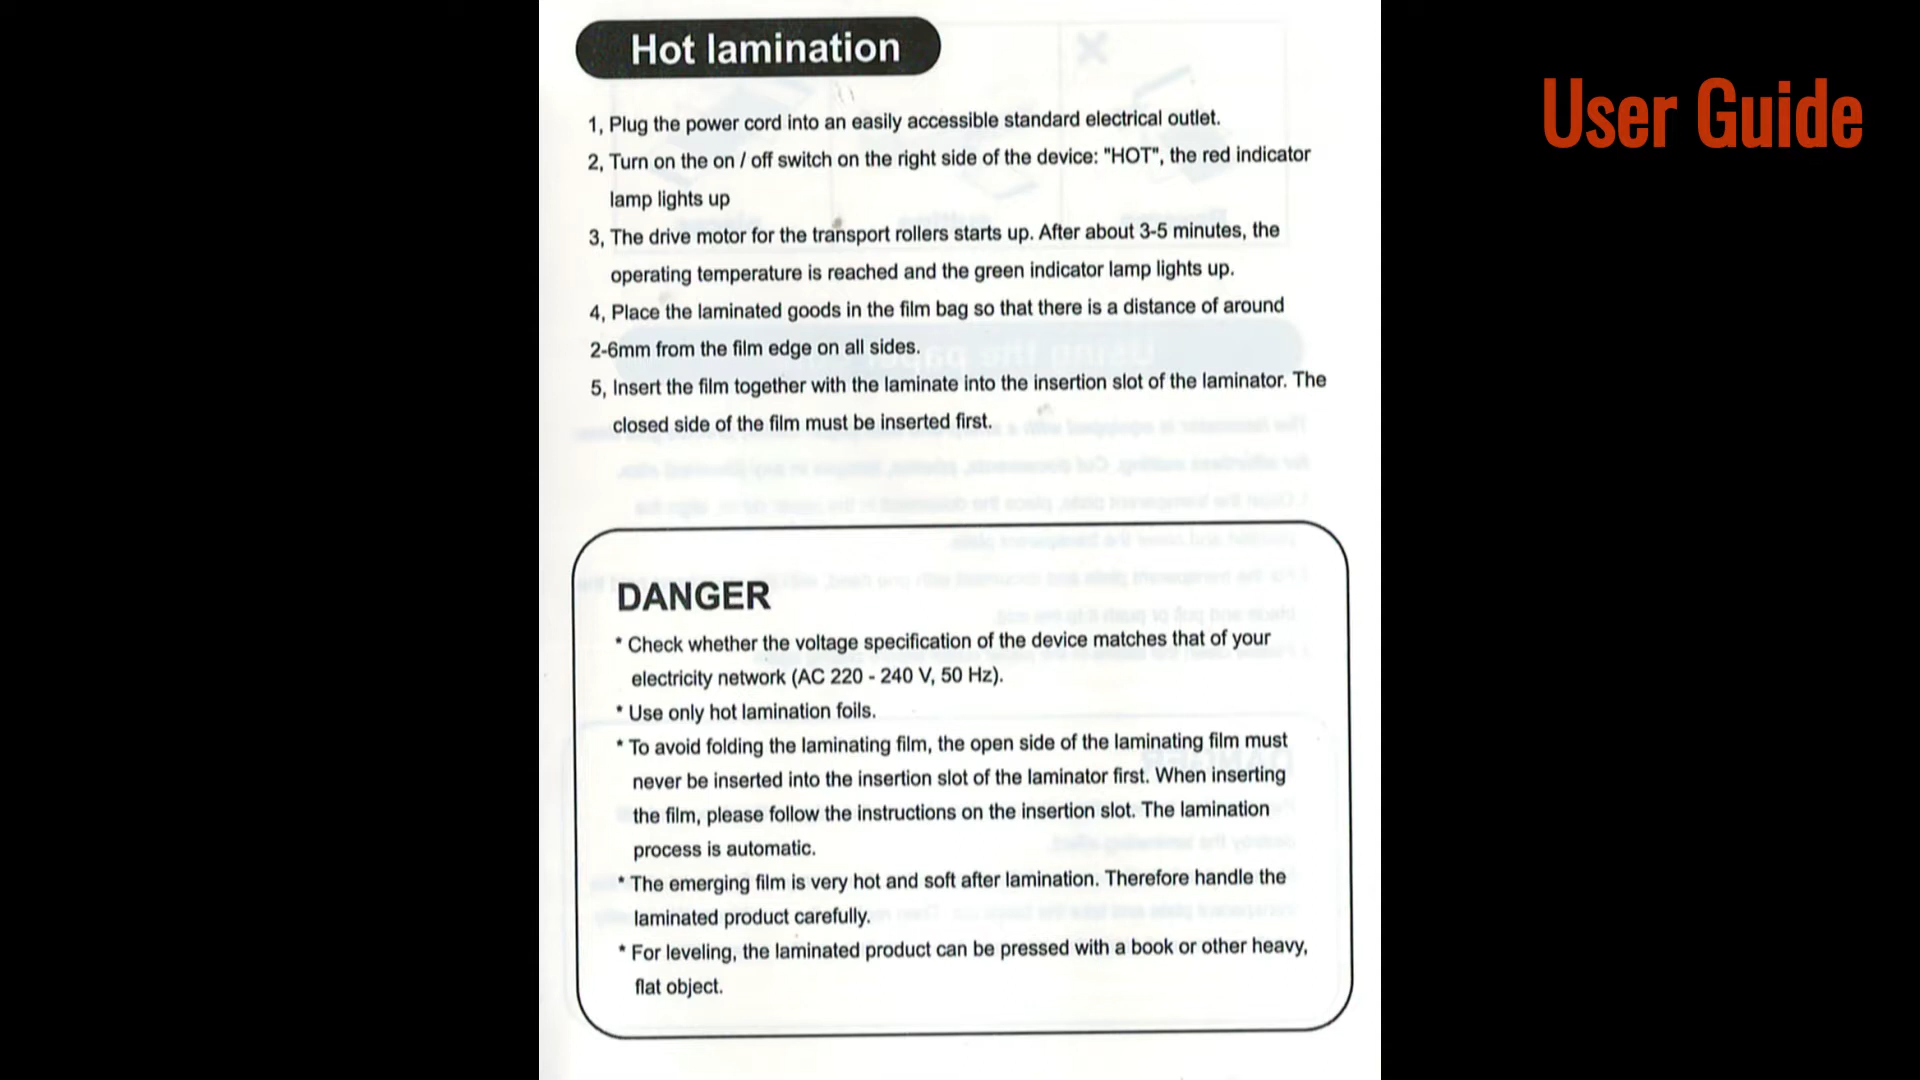 Hot lamination
User Guide
1, Plug the power cord into an easily accessible standard electrical outlet.
2, Turn on the on / off switch on the right side of the device: "HOT", the red indicator
lamp lights up
3, The drive motor for the transport rollers starts up. After about 3-5 minutes, the
operating temperature is reached and the green indicator lamp lights up.
4, Place the laminated goods in the film bag so that there is a distance of around
2-6mm from the film edge on all sides.
5, Insert the film together with the laminate into the insertion slot of the laminator. The
closed side of the film must be inserted first.
DANGER
* Check whether the voltage specification of the device matches that of your
electricity network (AC 220 - 240 V, 50 Hz).
* Use only hot lamination foils.
* To avoid folding the laminating film, the open side of the laminating film must
never be inserted into the insertion slot of the laminator first. When inserting
the film, please follow the instructions on the insertion slot. The lamination
process is automatic.
* The emerging film is very hot and soft after lamination. Therefore handle the
laminated product carefully.
* For leveling, the laminated product can be pressed with a book or other heavy,
flat object.